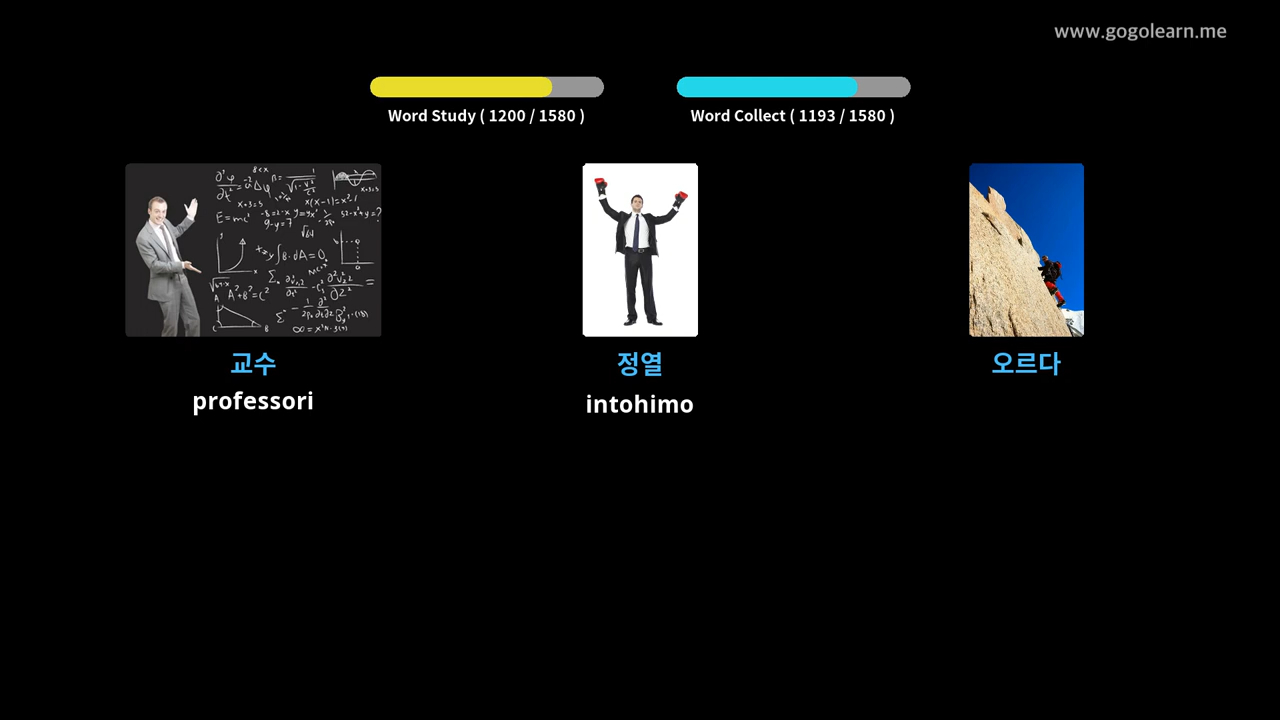 www.gogolearn.me
Word Study ( 1200 / 1580 )
Word Collect ( 1193 / 1580 )
교수
정열
오르다
professori
intohimo